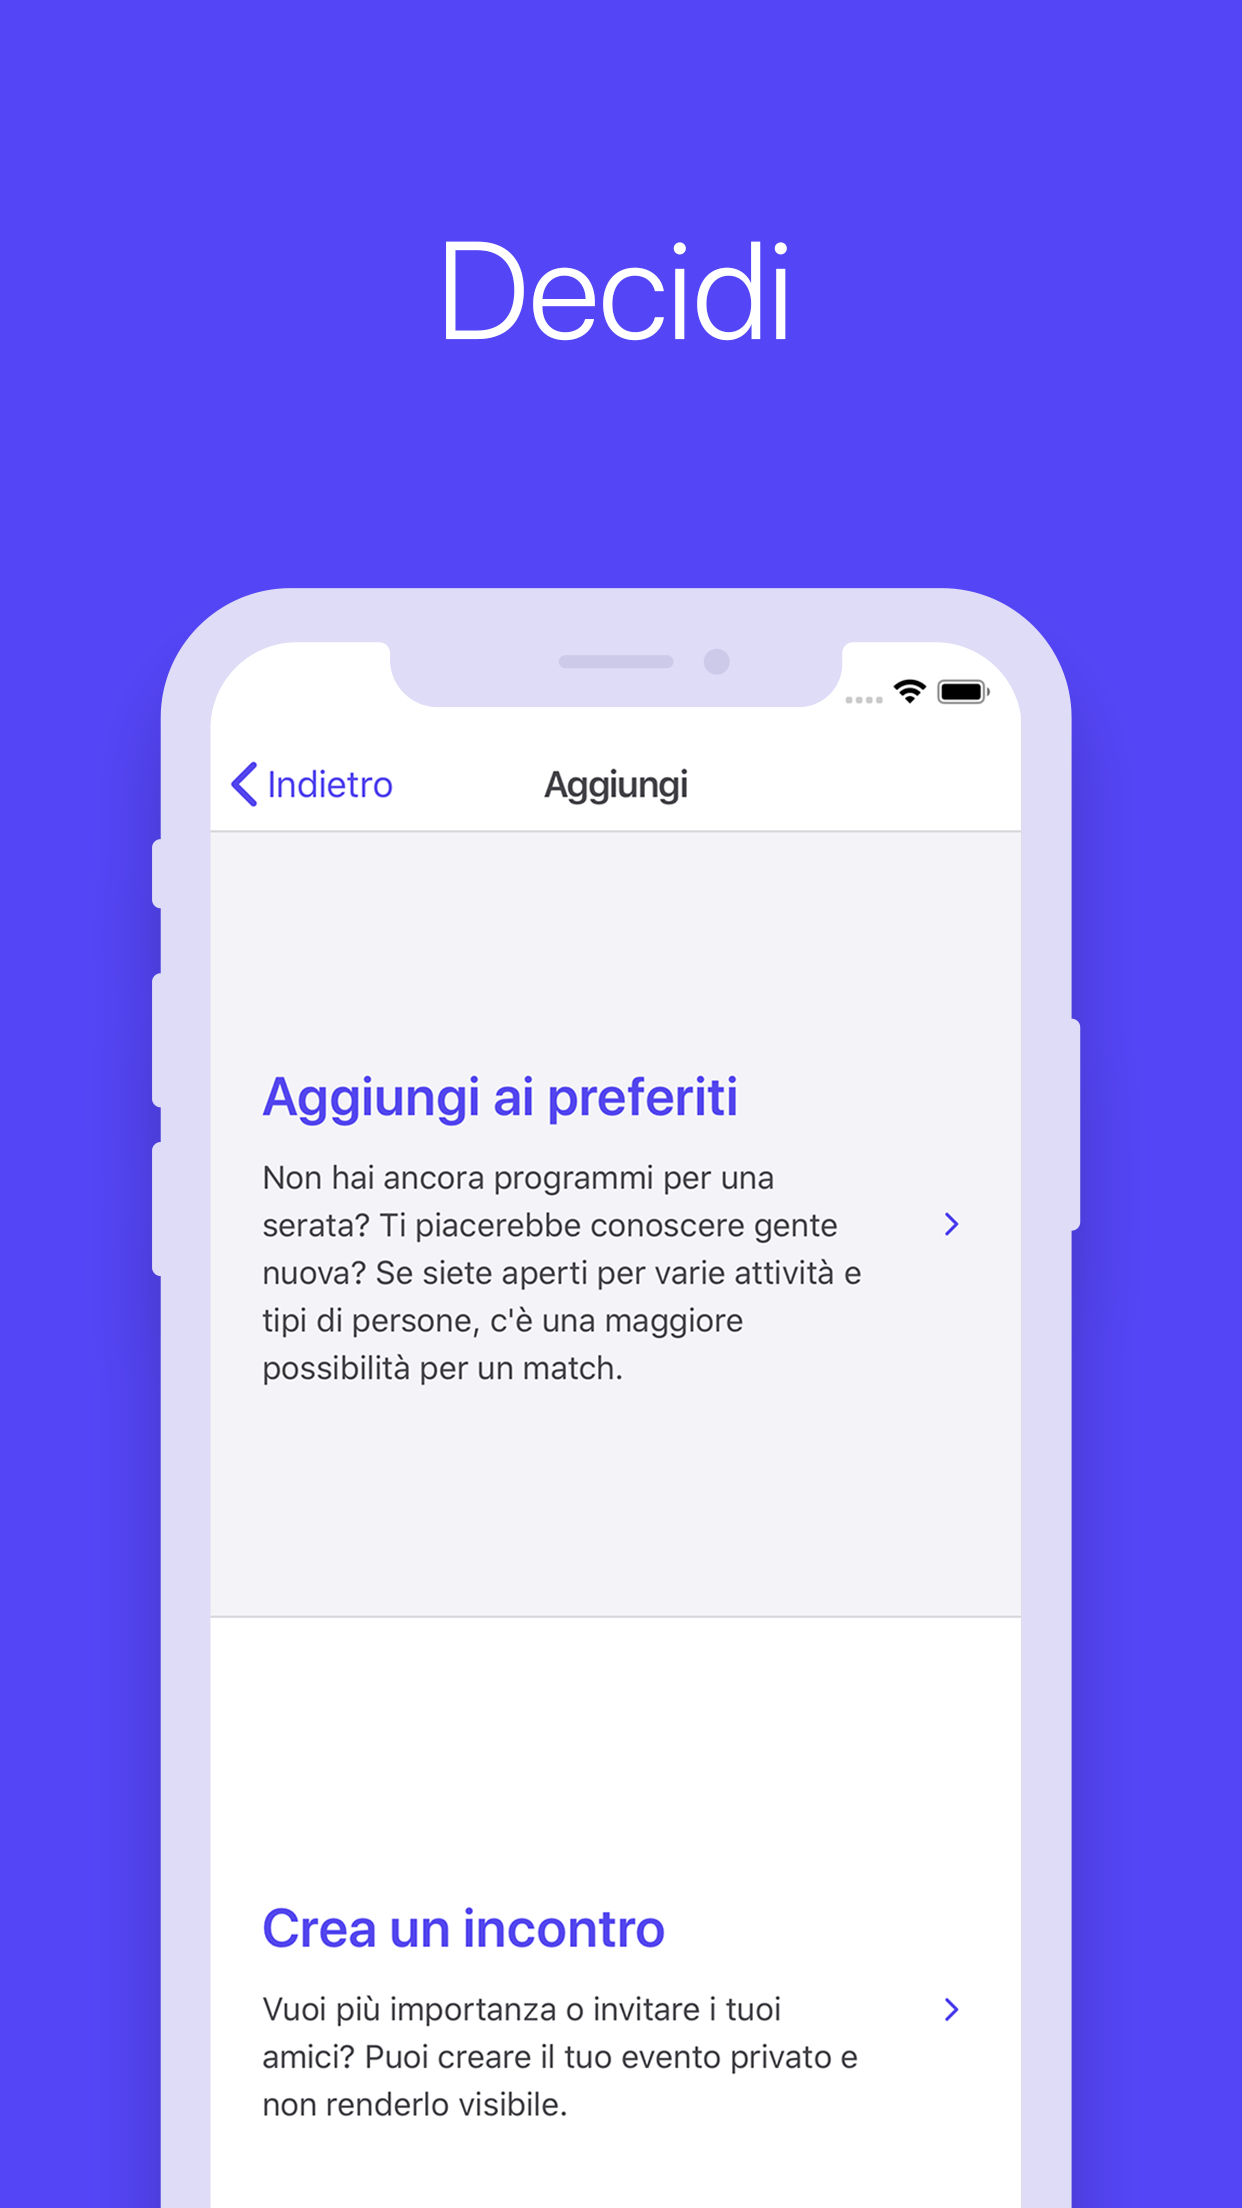 Decidi
Indietro
Aggiungi
Aggiungi ai preferiti
Non hai ancora programmi per una
serata? Ti piacerebbe conoscere gente
nuova? Se siete aperti per varie attività e
tipi di persone, c'è una maggiore
possibilità per un match.
Crea un incontro
Vuoi più importanza o invitare i tuoi
amici? Puoi creare il tuo evento privato e
non renderlo visibile.